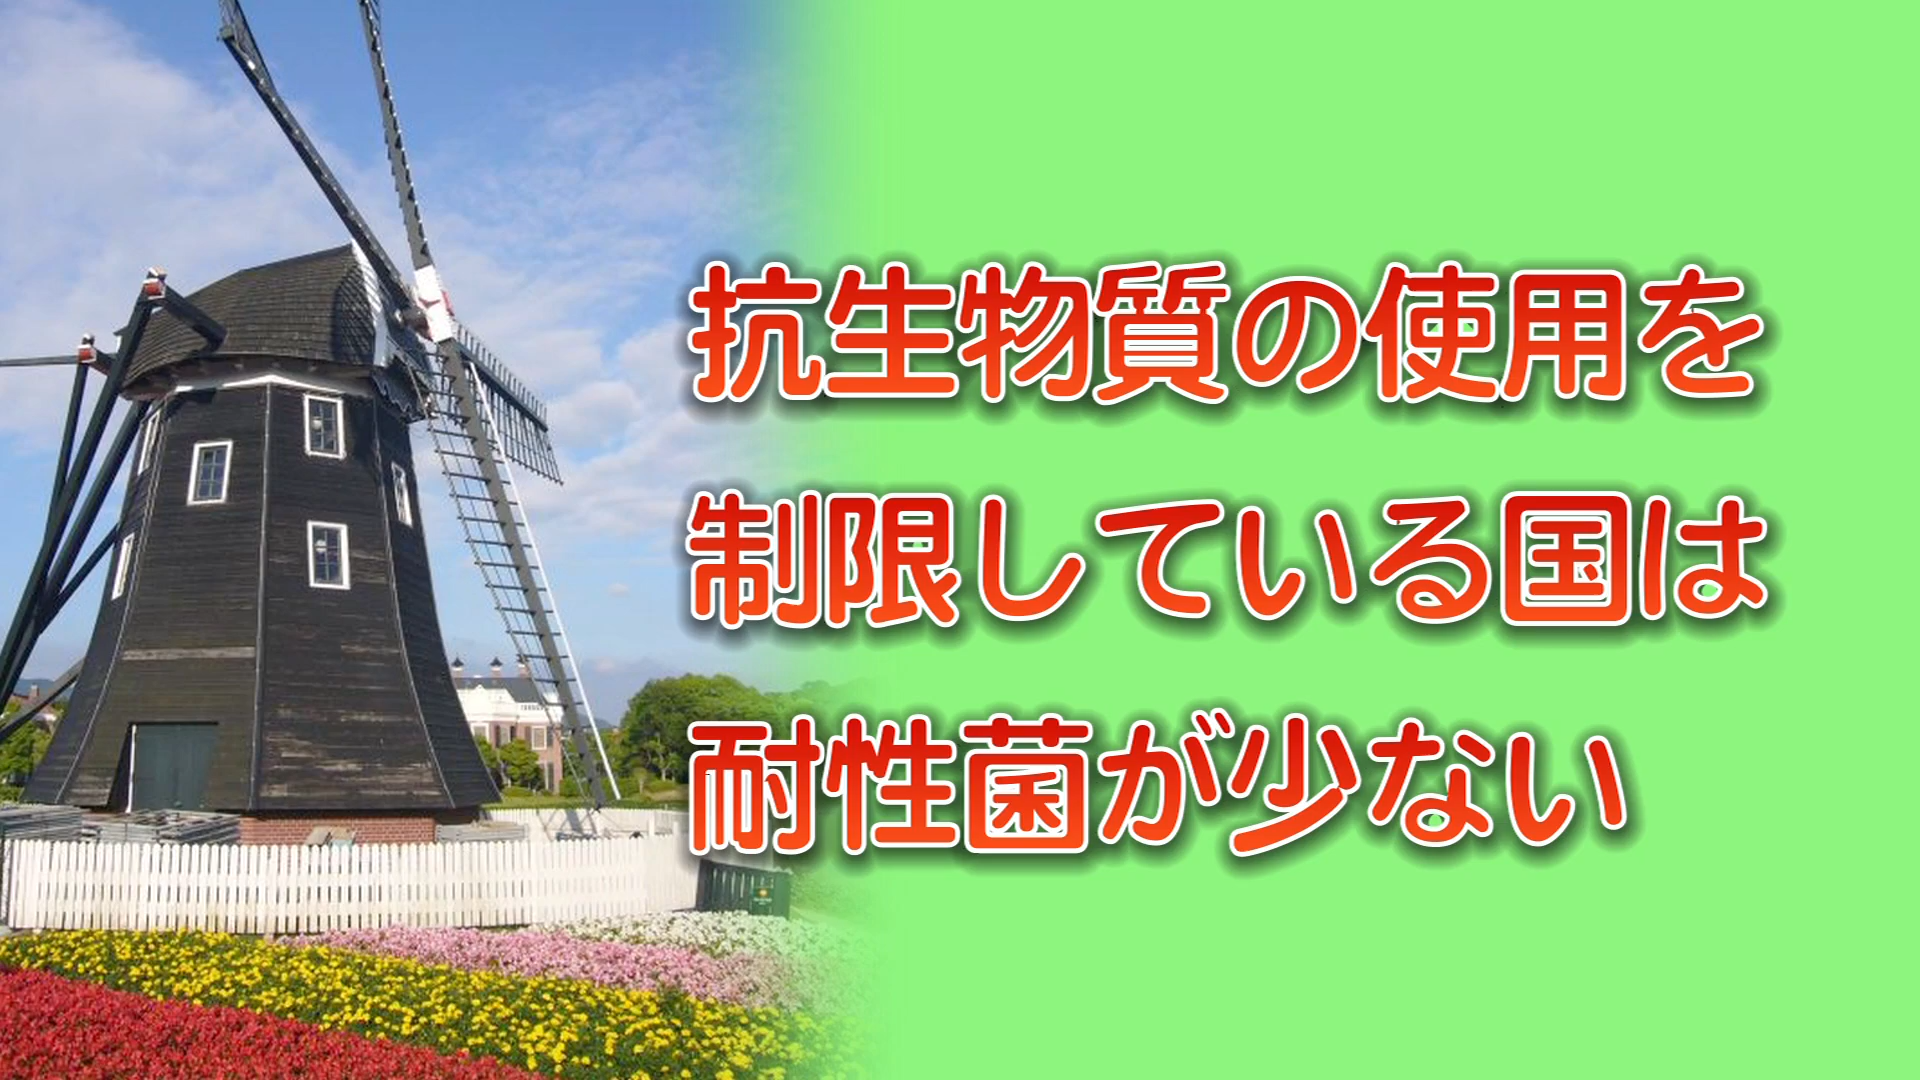 抗生物質の使用を
制限している国は
耐性菌が少ない